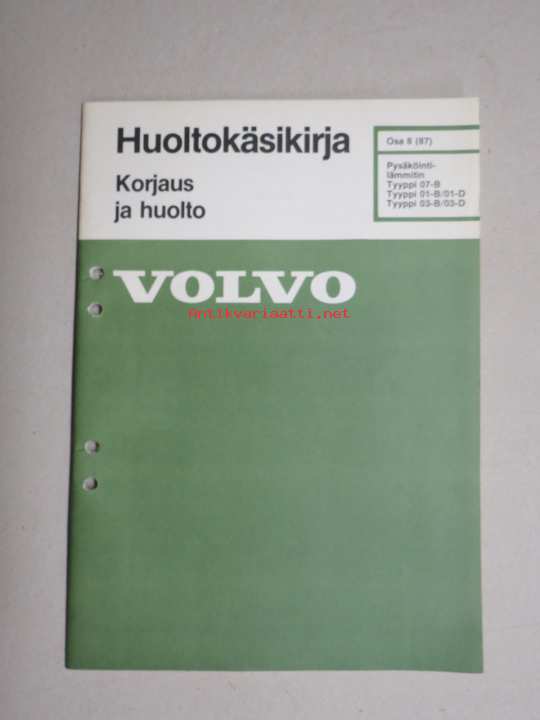 Huoltokäsikirja
Korjaus
ja huolto
Osa 8 (87)
Pysäköinti-
lämmitin
Tyyppi 07-B
Tyyppi 01-B/01-D
Tyyppi 03-B/03-D
VOLVO
Antikvariaatti.net